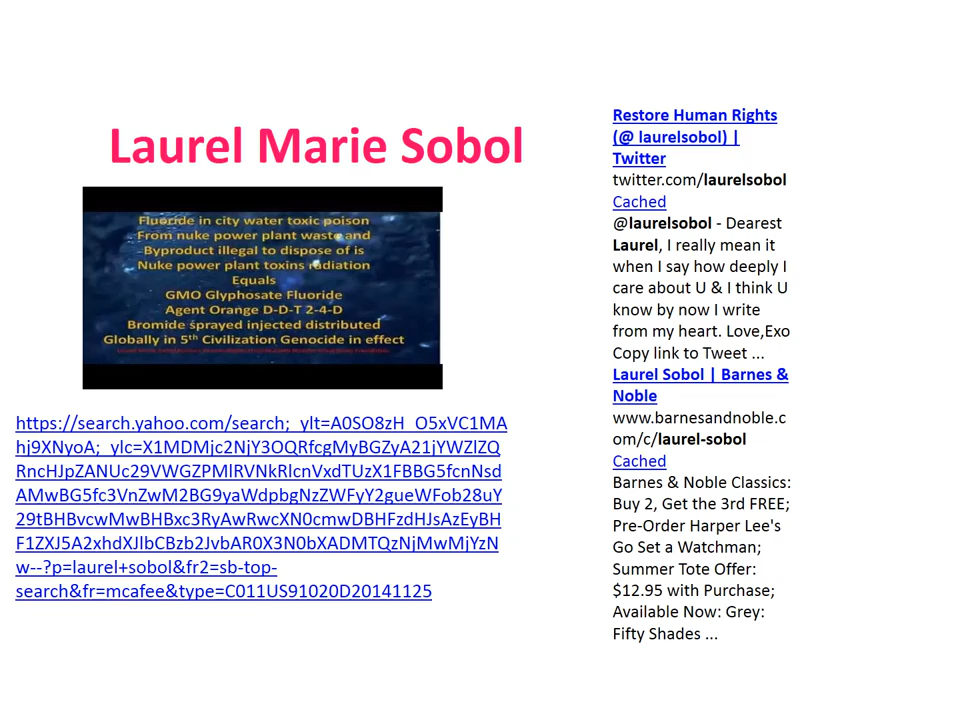 Laurel Marie Sobol
Fluoride in city water toxic poison
From nuke power plant waste and
Byproduct illegal to dispose of is
Nuke power plant toxins radiation
Equals
GMO Glyphosate Fluoride
Agent Orange D-D-T 2-4-D
Bromide sprayed injected distributed
Globally in 5th Civilization Genocide in effect
https://search.yahoo.com/search;_ylt=A0SO8zH_O5xVC1MA
hj9XNyoA;_ylc=X1MDMjc2NjY3OQRfcgMyBGZyA21jYWZlZQ
RncHJpZANUc29VWGZPMlRVNkRlcnVxdTUzX1FBBG5fcnNsd
AMwBG5fc3VnZwM2BG9yaWdpbgNzZWFyY2gueWFob28uY
29tBHBvcwMwBHBxc3RyAwRwcXN0cmwDBHFzdHJsAzEyBH
F1ZXJ5A2xhdXJlbCBzb2JvbAR0X3N0bXADMTQzNjMwMjYzN
w--?p=laurel+sobol&fr2=sb-top-
search&fr=mcafee&type=C011US91020D20141125
Restore Human Rights
(@ laurelsobol) |
Twitter
twitter.com/laurelsobol
Cached
@laurelsobol - Dearest
Laurel, I really mean it
when I say how deeply I
care about U & I think U
know by now I write
from my heart. Love,Exo
Copy link to Tweet ...
Laurel Sobol | Barnes &
Noble
www.barnesandnoble.c
om/c/laurel-sobol
Cached
Barnes & Noble Classics:
Buy 2, Get the 3rd FREE;
Pre-Order Harper Lee's
Go Set a Watchman;
Summer Tote Offer:
$12.95 with Purchase;
Available Now: Grey:
Fifty Shades ...